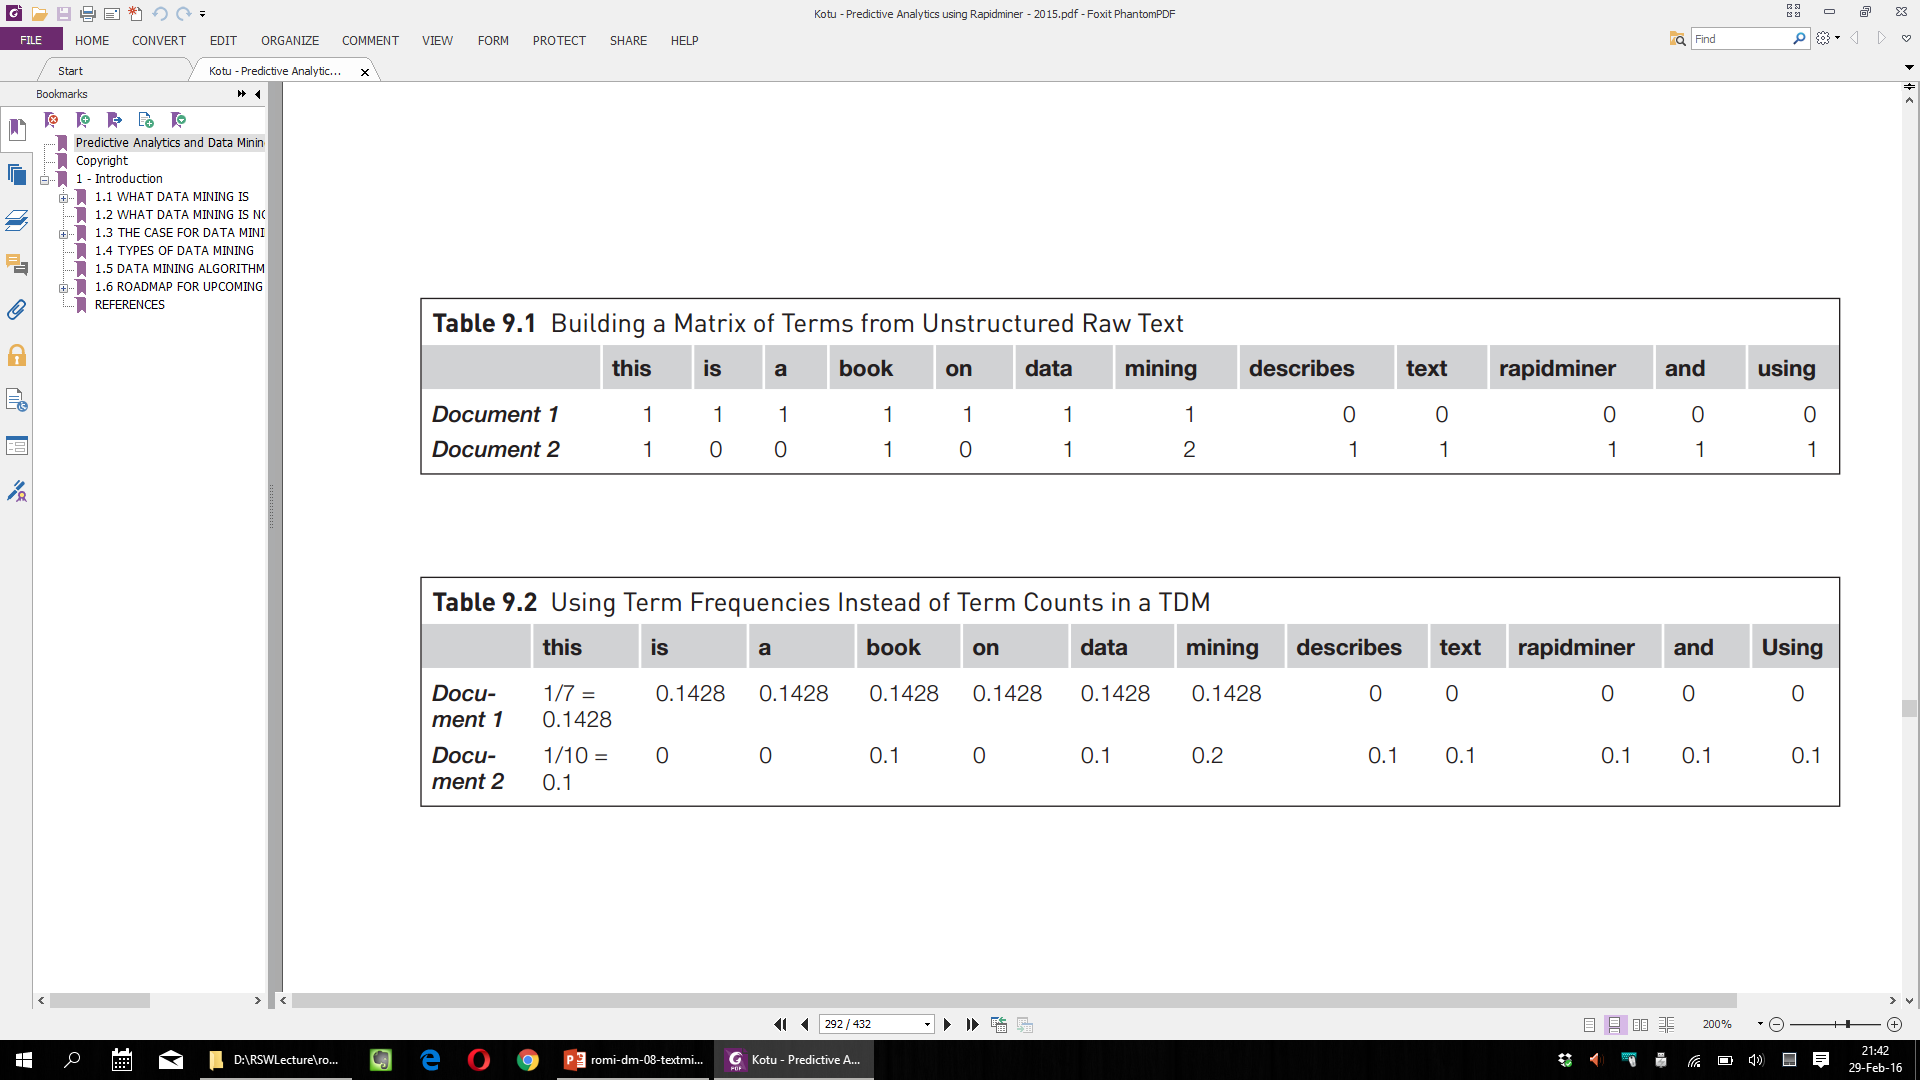 Kotu - Predictive Analytics using Rapidminer - 2015.pdf - Foxit PhantomPDF
FILE HOME CONVERT EDIT ORGANIZE COMMENT VIEW FORM PROTECT SHARE HELP
Find
Start
Kotu - Predictive Analytic...
Bookmarks
Predictive Analytics and Data Minin
Copyright
1 - Introduction
1.1 WHAT DATA MINING IS
1.2 WHAT DATA MINING IS NO
1.3 THE CASE FOR DATA MINI
1.4 TYPES OF DATA MINING
1.5 DATA MINING ALGORITHM
1.6 ROADMAP FOR UPCOMING
REFERENCES
Table 9.1 Building a Matrix of Terms from Unstructured Raw Text
this is a book on data mining describes text rapidminer and using
Document 1 1 1 1 1 1 1 1 0 0 0 0 0
Document 2 1 0 0 1 0 1 2 1 1 1 1 1
Table 9.2 Using Term Frequencies Instead of Term Counts in a TDM
this is a book on data mining describes text rapidminer and Using
Docu- 1/7 = 0.1428 0.1428 0.1428 0.1428 0.1428 0.1428 0 0 0 0 0
ment 1 0.1428
Docu- 1/10 = 0 0 0.1 0 0.1 0.2 0.1 0.1 0.1 0.1 0.1
ment 2 0.1
292 / 432
200%
D:\RSWLecture\ro...
romi-dm-08-textmi...
Kotu - Predictive A...
21:42
29-Feb-16